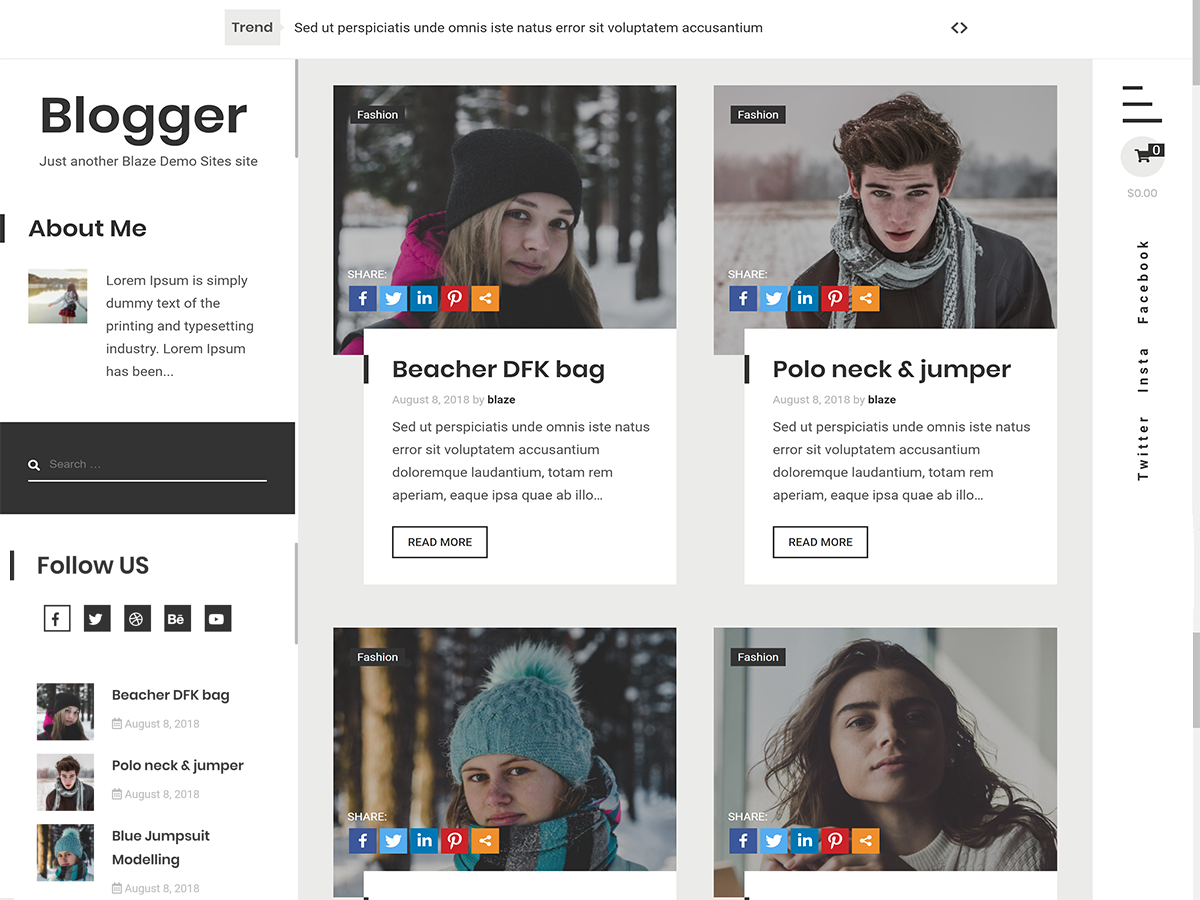 Trend
Sed ut perspiciatis unde omnis iste natus error sit voluptatem accusantium
Blogger
Just another Blaze Demo Sites site
About Me
Lorem Ipsum is simply
dummy text of the
printing and typesetting
industry. Lorem Ipsum
has been...
Search …
Follow US
Bē
Beacher DFK bag
August 8, 2018
Polo neck & jumper
August 8, 2018
Blue Jumpsuit
Modelling
August 8, 2018
Fashion
SHARE:
Beacher DFK bag
August 8, 2018 by blaze
Sed ut perspiciatis unde omnis iste natus
error sit voluptatem accusantium
doloremque laudantium, totam rem
aperiam, eaque ipsa quae ab illo…
READ MORE
Fashion
SHARE:
Polo neck & jumper
August 8, 2018 by blaze
Sed ut perspiciatis unde omnis iste natus
error sit voluptatem accusantium
doloremque laudantium, totam rem
aperiam, eaque ipsa quae ab illo…
READ MORE
Fashion
SHARE:
Fashion
SHARE:
0
$0.00
Facebook
Insta
Twitter